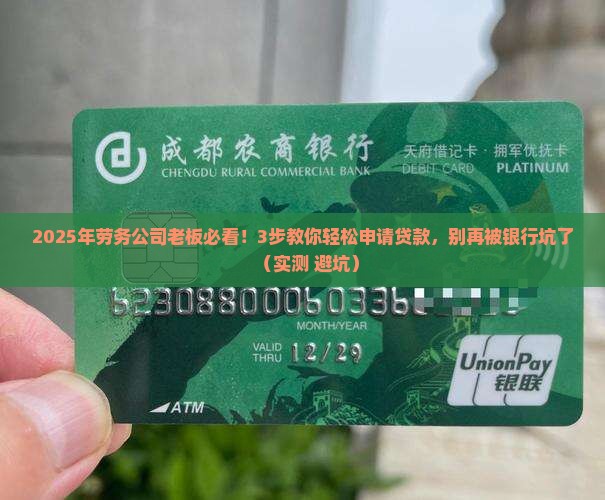 成都农商银行
CHENGDU RURAL COMMERCIAL BANK
天府借记卡·拥军优抚卡
DEBIT CARD PLATINUM
2025年劳务公司老板必看！3步教你轻松申请贷款，别再被银行坑了
（实测 避坑）
MONTH/YEAR
VALID THRU 12/29
UnionPay
银联
ATM